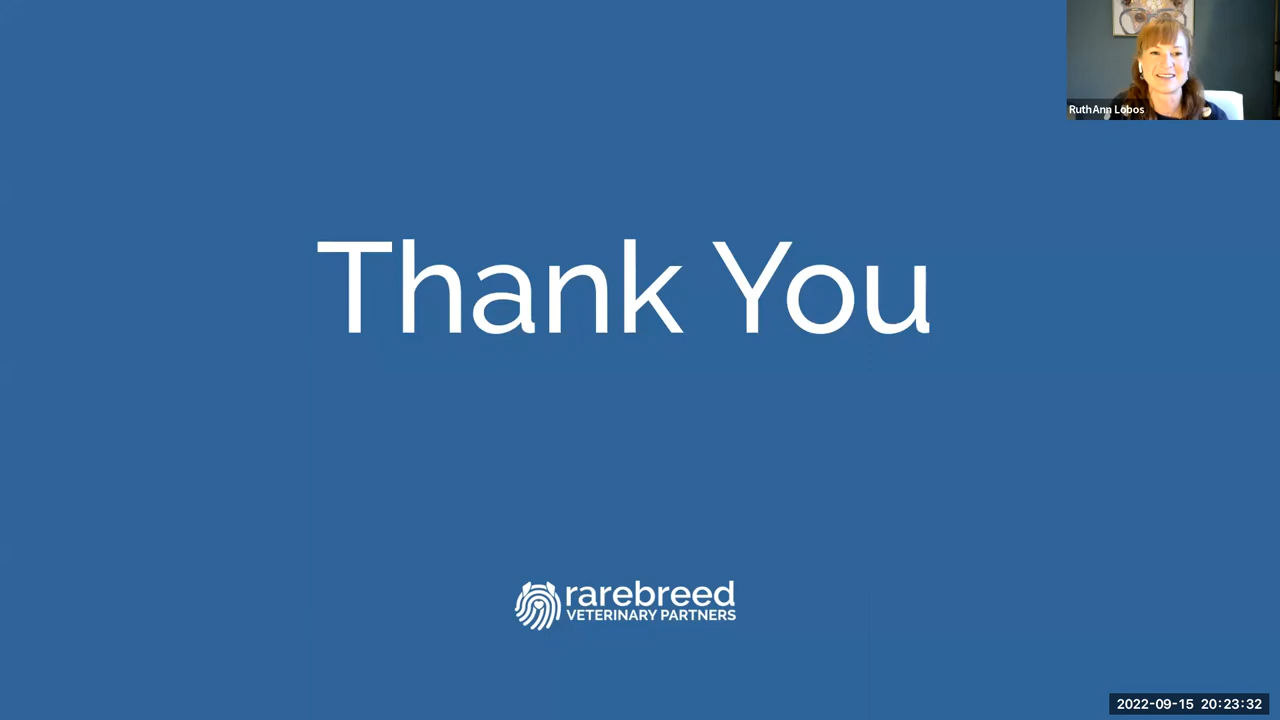 RuthAnn Lobos
Thank You
rarebreed
VETERINARY PARTNERS
2022-09-15 20:23:32